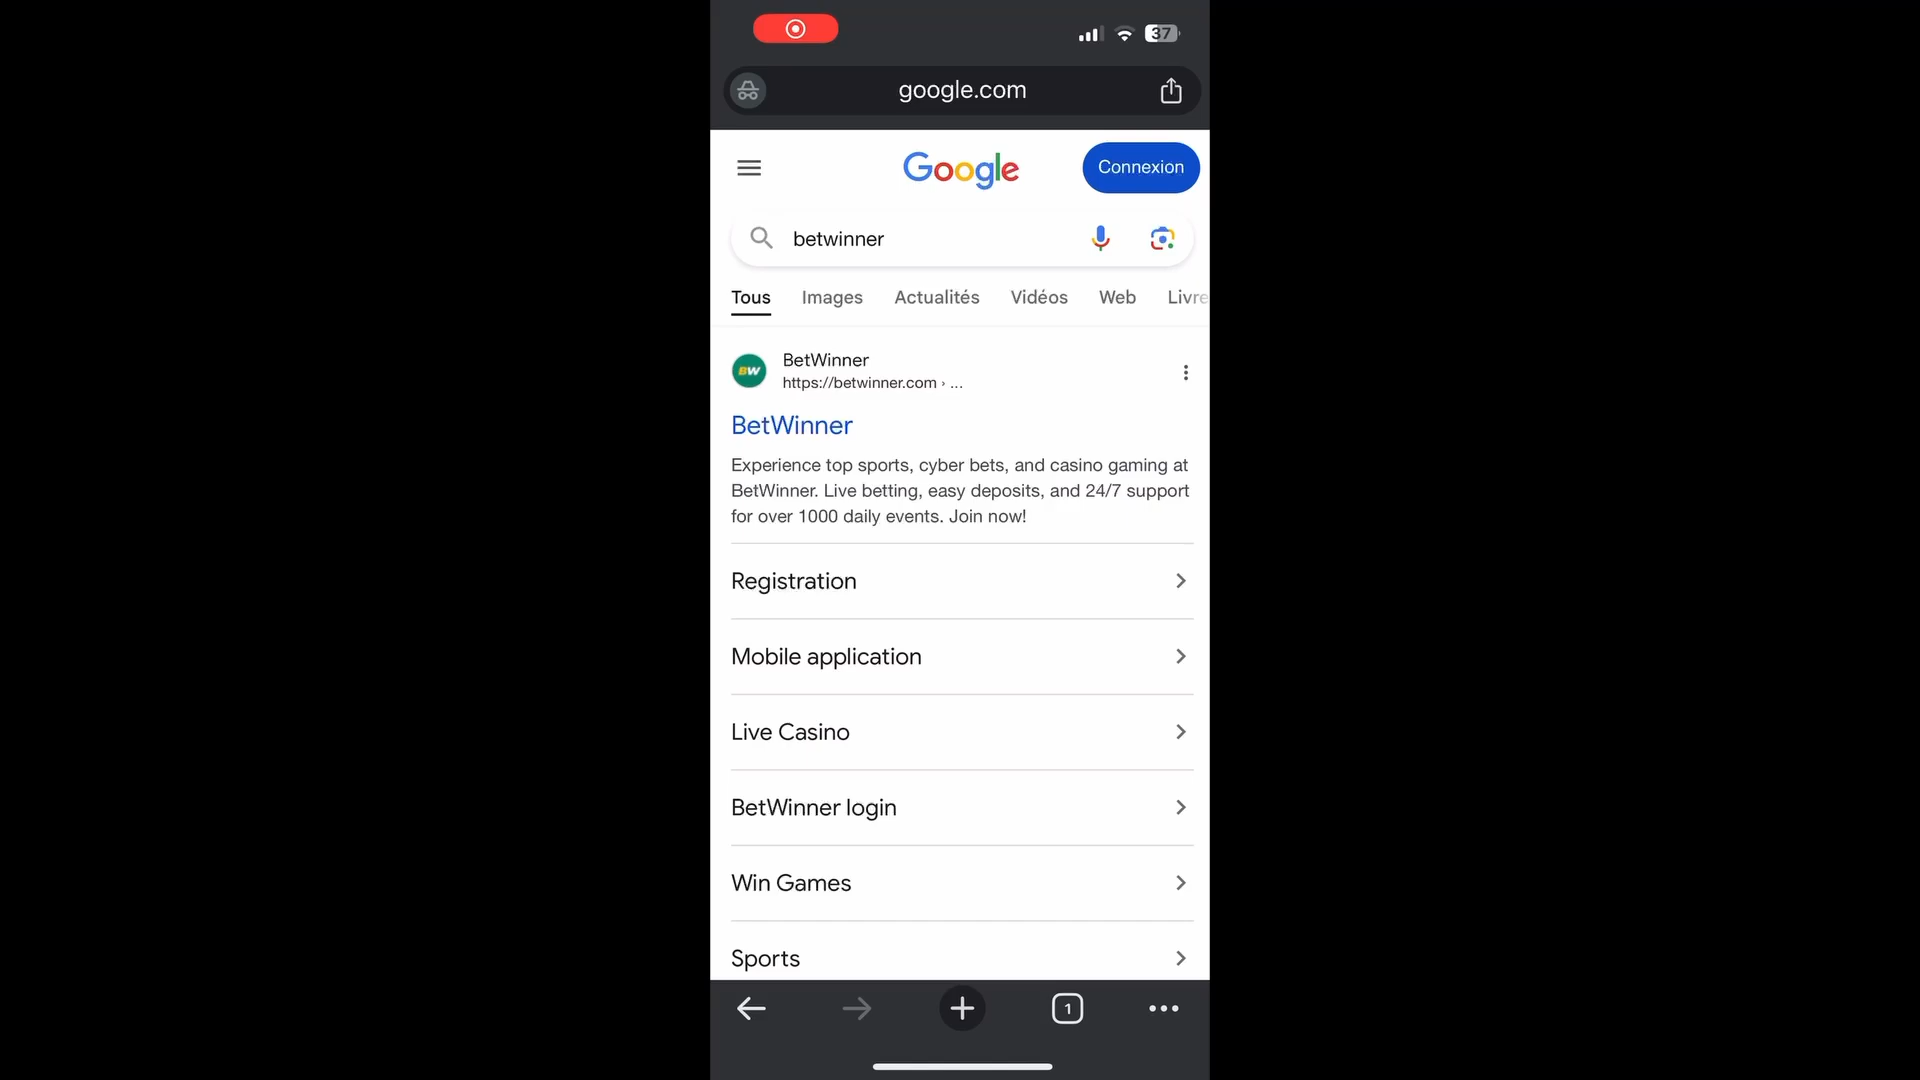 37
google.com
Google
Connexion
betwinner
Tous Images Actualités Vidéos Web Livre
BW
BetWinner
https://betwinner.com › ...
BetWinner
Experience top sports, cyber bets, and casino gaming at
BetWinner. Live betting, easy deposits, and 24/7 support
for over 1000 daily events. Join now!
Registration
Mobile application
Live Casino
BetWinner login
Win Games
Sports
1